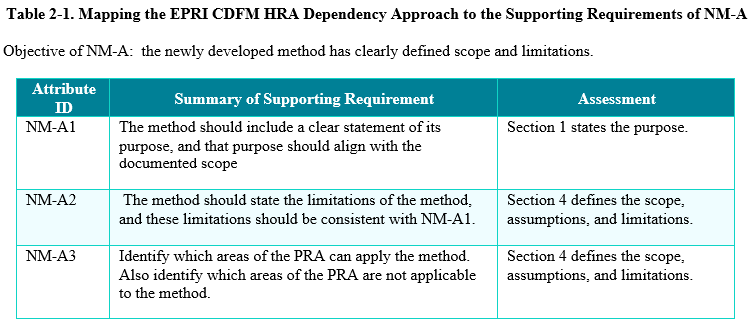 Table 2-1. Mapping the EPRI CDFM HRA Dependency Approach to the Supporting Requirements of NM-A
Objective of NM-A:  the newly developed method has clearly defined scope and limitations.
Attribute
ID
Summary of Supporting Requirement
Assessment
NM-A1
The method should include a clear statement of its
purpose, and that purpose should align with the
documented scope
Section 1 states the purpose.
NM-A2
The method should state the limitations of the method,
and these limitations should be consistent with NM-A1.
Section 4 defines the scope,
assumptions, and limitations.
NM-A3
Identify which areas of the PRA can apply the method.
Also identify which areas of the PRA are not applicable
to the method.
Section 4 defines the scope,
assumptions, and limitations.